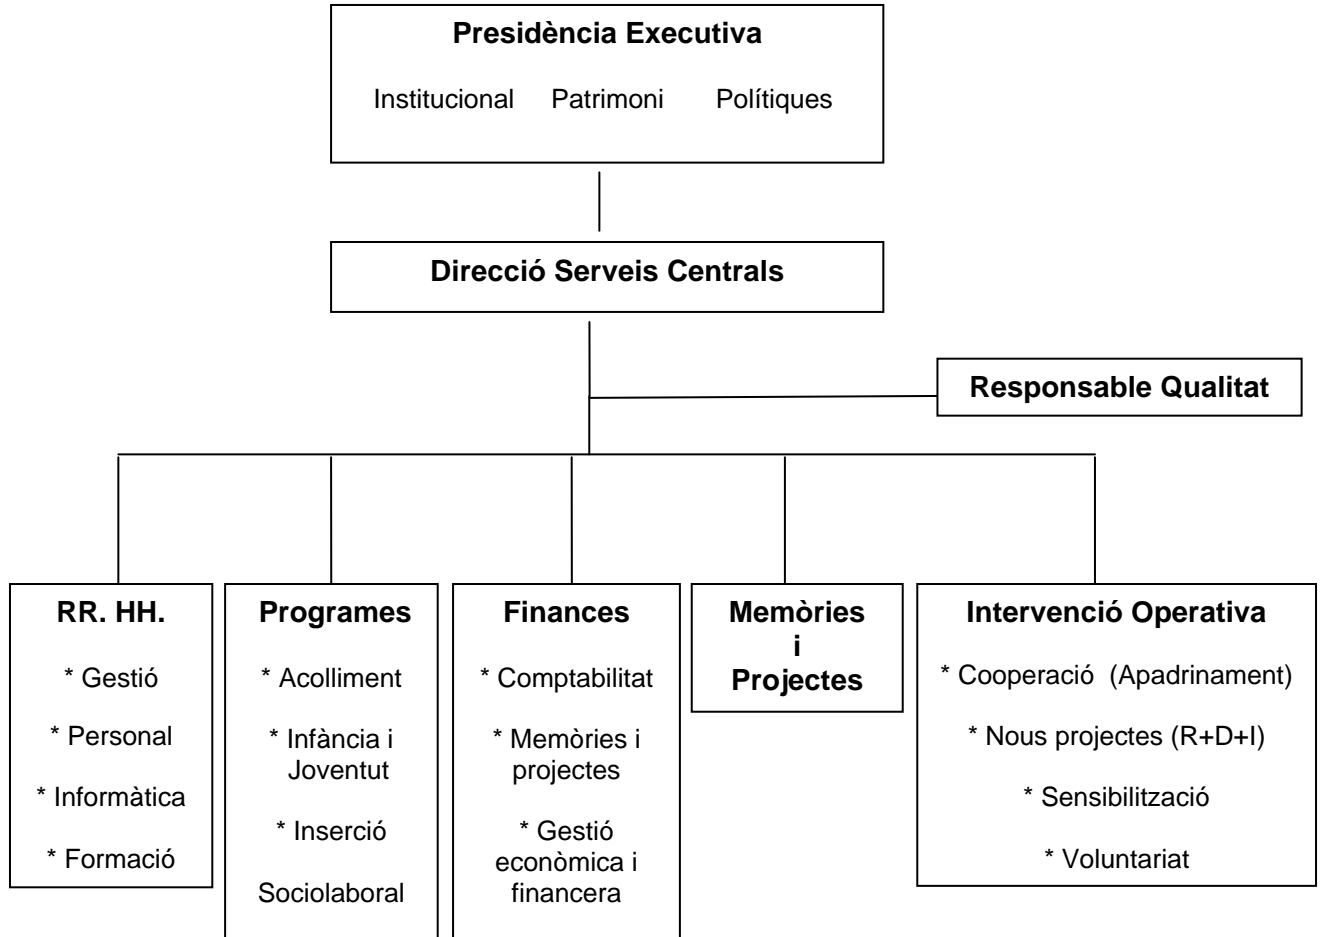 Presidència Executiva
Institucional Patrimoni Polítiques
Direcció Serveis Centrals
Responsable Qualitat
RR. HH.
* Gestió
* Personal
* Informàtica
* Formació
Programes
* Acolliment
* Infància i
Joventut
* Inserció
Sociolaboral
Finances
* Comptabilitat
* Memòries i
projectes
* Gestió
econòmica i
financera
Memòries
i
Projectes
Intervenció Operativa
* Cooperació (Apadrinament)
* Nous projectes (R+D+I)
* Sensibilització
* Voluntariat